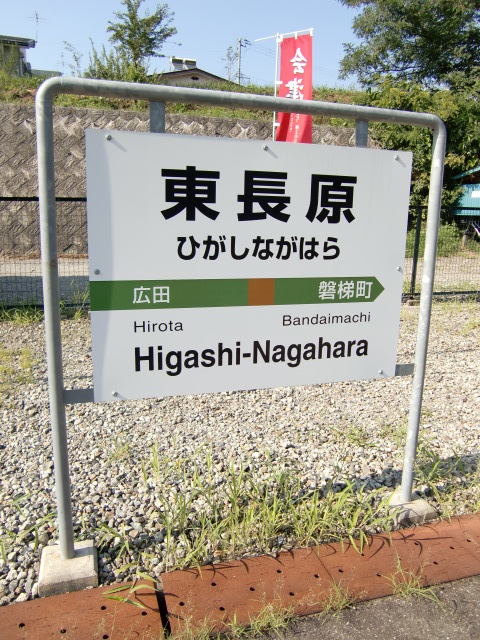 会津
東長原
ひがしながはら
広田 磐梯町
Hirota Bandaimachi
Higashi-Nagahara